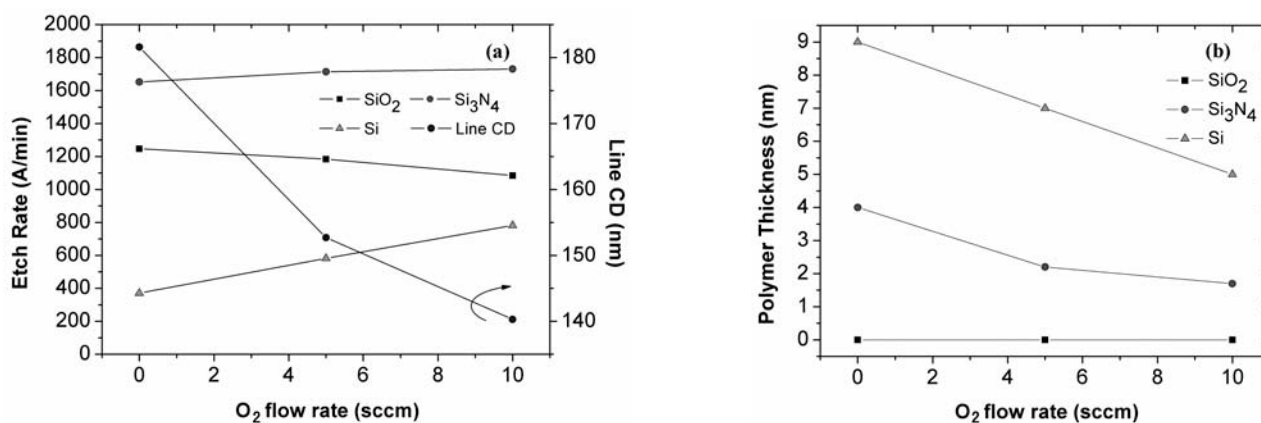 (a)
Etch Rate (A/min)
2000
1800
1600
1400
1200
1000
800
600
400
200
0
SiO₂
Si₃N₄
Si
Line CD
180
170
160
150
140
Line CD (nm)
0 2 4 6 8 10
O₂ flow rate (sccm)
(b)
Polymer Thickness (nm)
9
8
7
6
5
4
3
2
1
0
SiO₂
Si₃N₄
Si
0 2 4 6 8 10
O₂ flow rate (sccm)